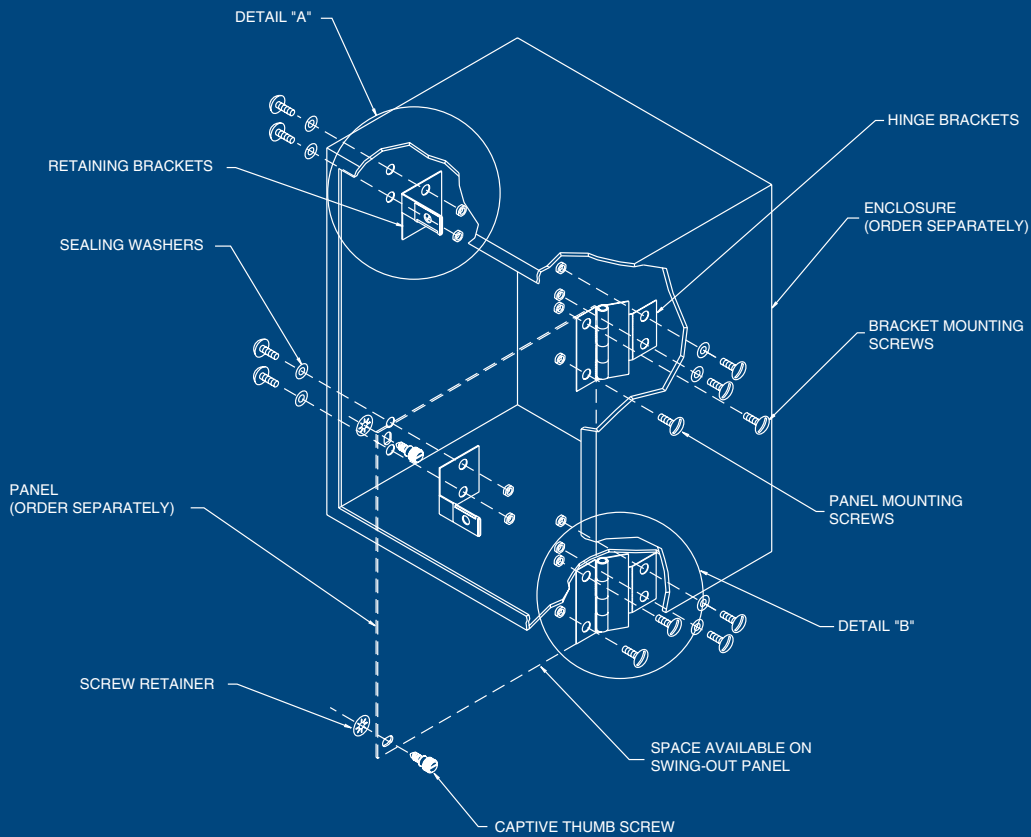 DETAIL "A"
HINGE BRACKETS
RETAINING BRACKETS
ENCLOSURE
(ORDER SEPARATELY)
SEALING WASHERS
BRACKET MOUNTING
SCREWS
PANEL
(ORDER SEPARATELY)
PANEL MOUNTING
SCREWS
DETAIL "B"
SCREW RETAINER
SPACE AVAILABLE ON
SWING-OUT PANEL
CAPTIVE THUMB SCREW